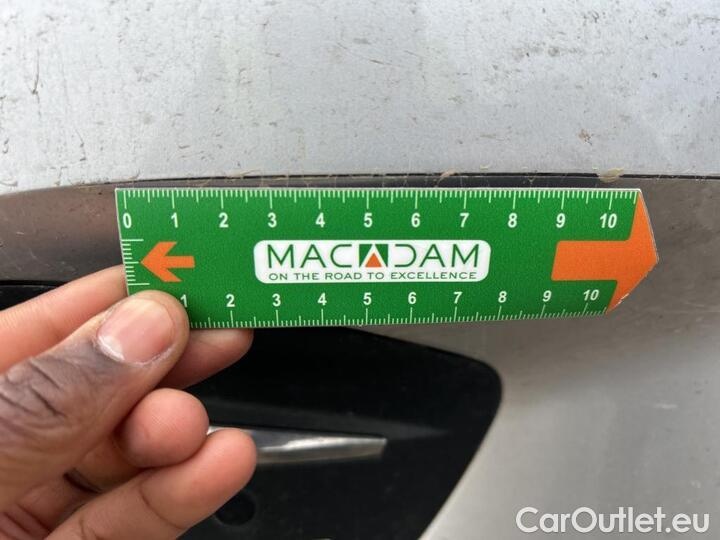 0 1 2 3 4 5 6 7 8 9 10
MACADAM
ON THE ROAD TO EXCELLENCE
1 2 3 4 5 6 7 8 9 10
CarOutlet.eu